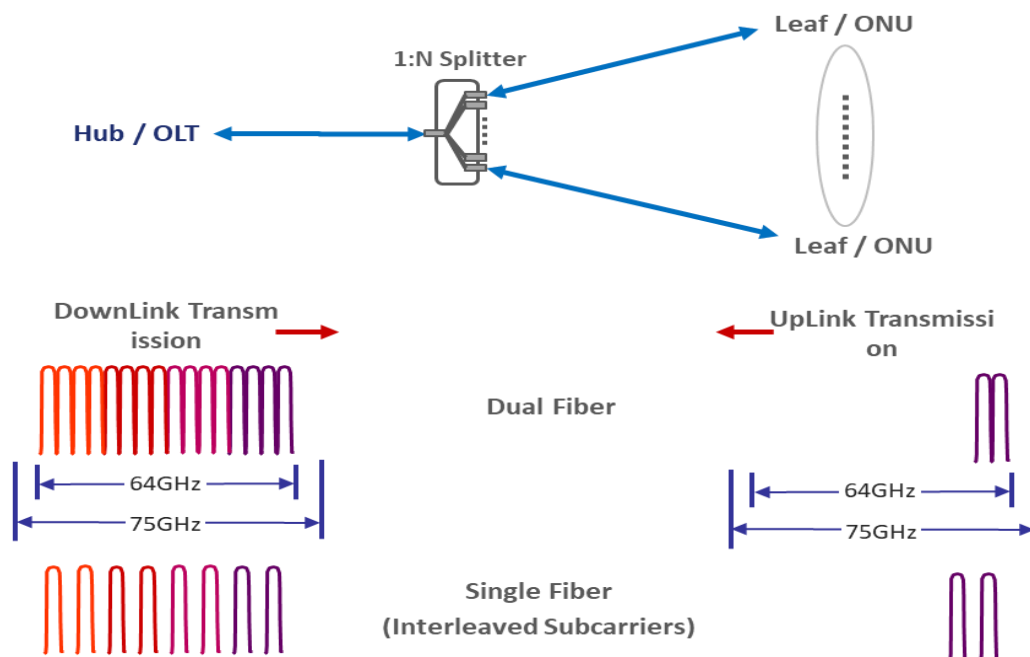 Leaf / ONU
1:N Splitter
Hub / OLT
Leaf / ONU
DownLink Transm
ission
UpLink Transmissi
on
Dual Fiber
64GHz
75GHz
64GHz
75GHz
Single Fiber
(Interleaved Subcarriers)